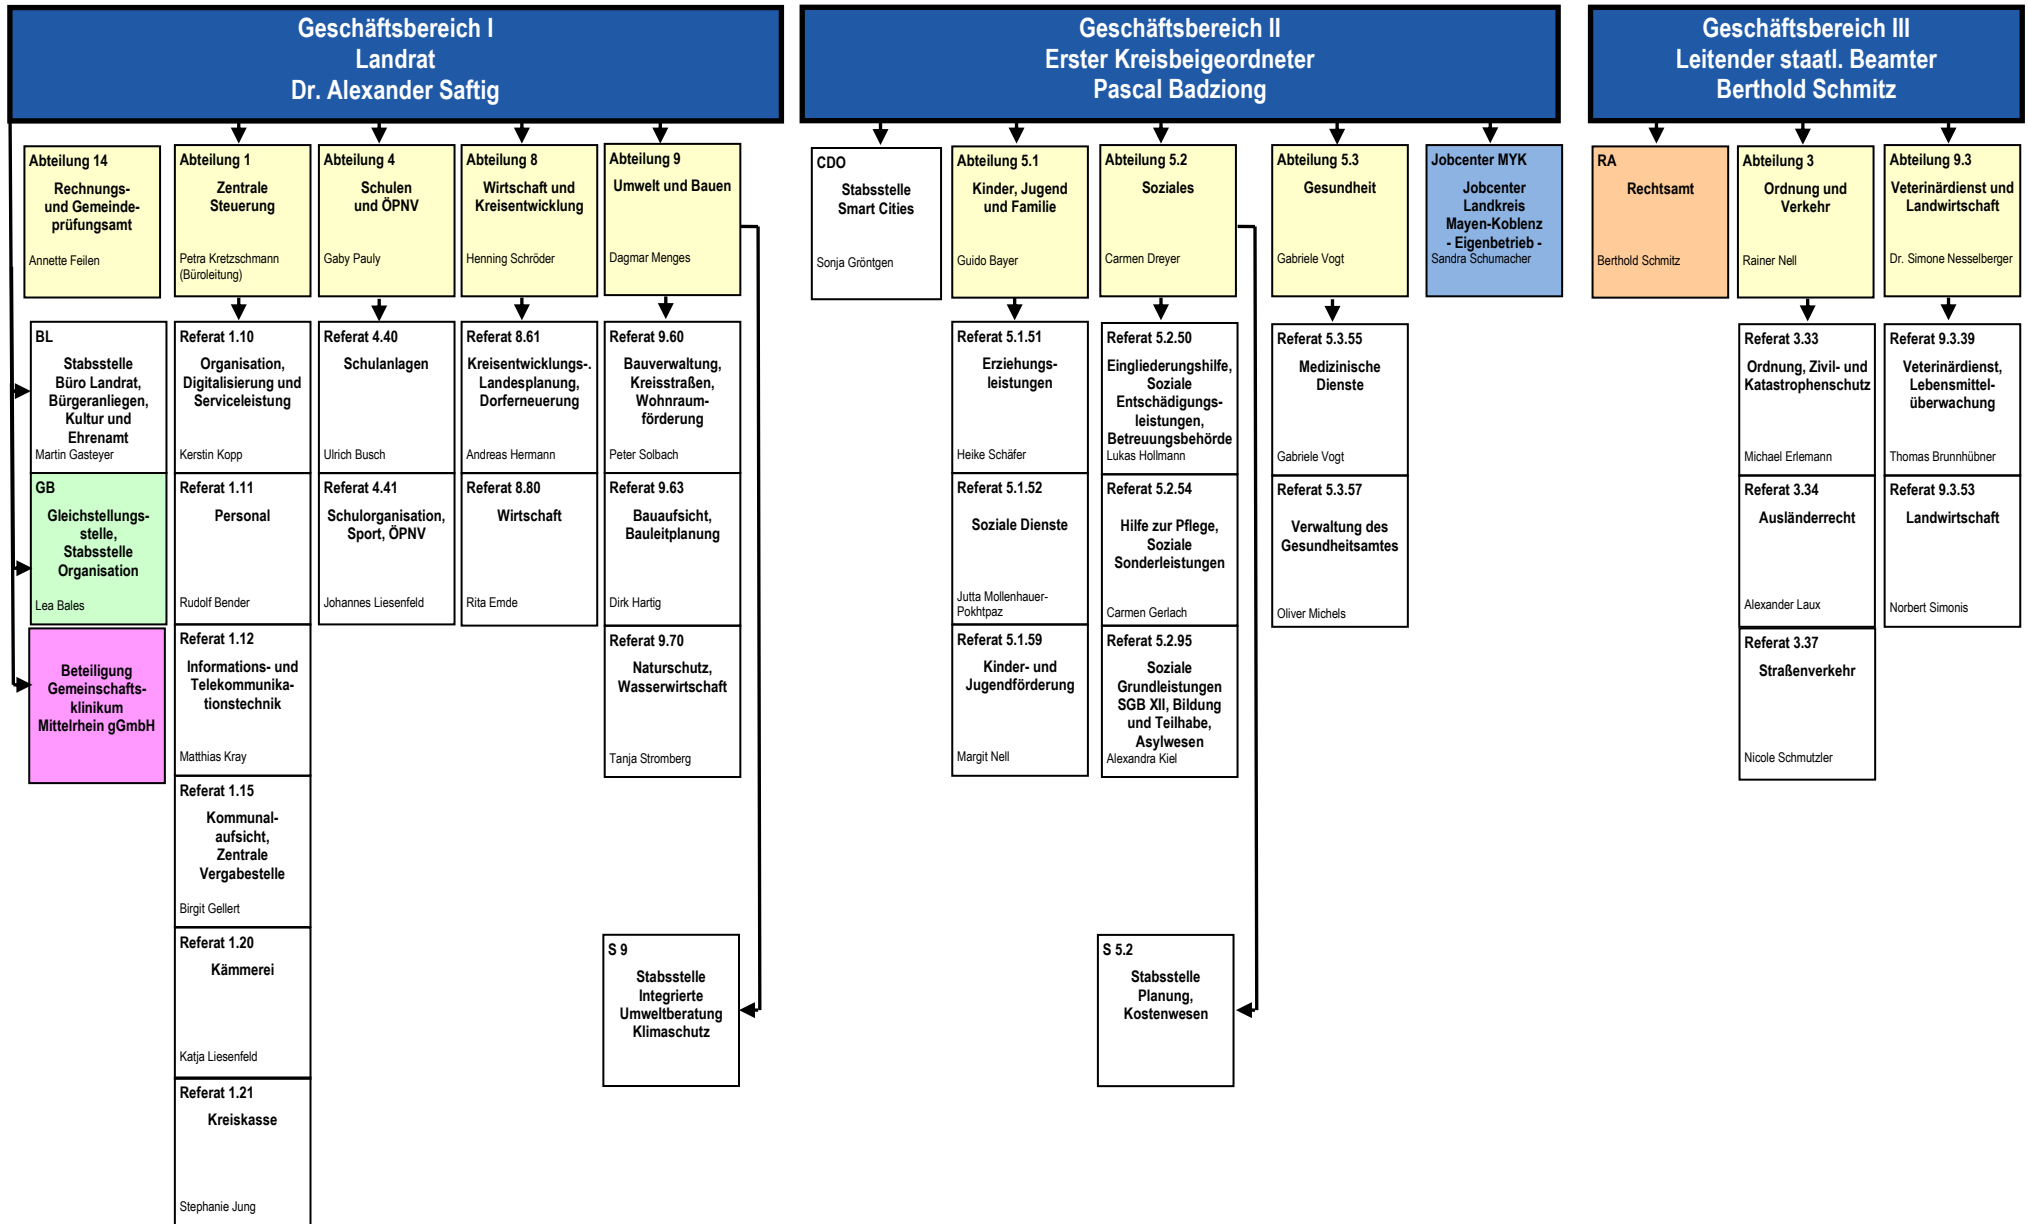 Geschäftsbereich I
Landrat
Dr. Alexander Saftig
Geschäftsbereich II
Erster Kreisbeigeordneter
Pascal Badziong
Geschäftsbereich III
Leitender staatl. Beamter
Berthold Schmitz
Abteilung 14
Rechnungs-
und Gemeinde-
prüfungsamt
Annette Feilen
Abteilung 1
Zentrale
Steuerung
Petra Kretzschmann
(Büroleitung)
Abteilung 4
Schulen
und ÖPNV
Gaby Pauly
Abteilung 8
Wirtschaft und
Kreisentwicklung
Henning Schröder
Abteilung 9
Umwelt und Bauen
Dagmar Menges
CDO
Stabsstelle
Smart Cities
Sonja Gröntgen
Abteilung 5.1
Kinder, Jugend
und Familie
Guido Bayer
Abteilung 5.2
Soziales
Carmen Dreyer
Abteilung 5.3
Gesundheit
Gabriele Vogt
Jobcenter MYK
Jobcenter
Landkreis
Mayen-Koblenz
- Eigenbetrieb -
Sandra Schumacher
RA
Rechtsamt
Berthold Schmitz
Abteilung 3
Ordnung und
Verkehr
Rainer Nell
Abteilung 9.3
Veterinärdienst und
Landwirtschaft
Dr. Simone Nesselberger
BL
Stabsstelle
Büro Landrat,
Bürgeranliegen,
Kultur und
Ehrenamt
Martin Gasteyer
GB
Gleichstellungs-
stelle,
Stabsstelle
Organisation
Lea Bales
Beteiligung
Gemeinschafts-
klinikum
Mittelrhein gGmbH
Referat 1.10
Organisation,
Digitalisierung und
Serviceleistung
Kerstin Kopp
Referat 1.11
Personal
Rudolf Bender
Referat 1.12
Informations- und
Telekommunika-
tionstechnik
Matthias Kray
Referat 1.15
Kommunal-
aufsicht,
Zentrale
Vergabestelle
Birgit Gellert
Referat 1.20
Kämmerei
Katja Liesenfeld
Referat 1.21
Kreiskasse
Stephanie Jung
Referat 4.40
Schulanlagen
Ulrich Busch
Referat 4.41
Schulorganisation,
Sport, ÖPNV
Johannes Liesenfeld
Referat 8.61
Kreisentwicklungs-.
Landesplanung,
Dorferneuerung
Andreas Hermann
Referat 8.80
Wirtschaft
Rita Emde
Referat 9.60
Bauverwaltung,
Kreisstraßen,
Wohnraum-
förderung
Peter Solbach
Referat 9.63
Bauaufsicht,
Bauleitplanung
Dirk Hartig
Referat 9.70
Naturschutz,
Wasserwirtschaft
Tanja Stromberg
S 9
Stabsstelle
Integrierte
Umweltberatung
Klimaschutz
Referat 5.1.51
Erziehungs-
leistungen
Heike Schäfer
Referat 5.1.52
Soziale Dienste
Jutta Mollenhauer-
Pokhtpaz
Referat 5.1.59
Kinder- und
Jugendförderung
Margit Nell
Referat 5.2.50
Eingliederungshilfe,
Soziale
Entschädigungs-
leistungen,
Betreuungsbehörde
Lukas Hollmann
Referat 5.2.54
Hilfe zur Pflege,
Soziale
Sonderleistungen
Carmen Gerlach
Referat 5.2.95
Soziale
Grundleistungen
SGB XII, Bildung
und Teilhabe,
Asylwesen
Alexandra Kiel
S 5.2
Stabsstelle
Planung,
Kostenwesen
Referat 5.3.55
Medizinische
Dienste
Gabriele Vogt
Referat 5.3.57
Verwaltung des
Gesundheitsamtes
Oliver Michels
Referat 3.33
Ordnung, Zivil- und
Katastrophenschutz
Michael Erlemann
Referat 3.34
Ausländerrecht
Alexander Laux
Referat 3.37
Straßenverkehr
Nicole Schmutzler
Referat 9.3.39
Veterinärdienst,
Lebensmittel-
überwachung
Thomas Brunnhübner
Referat 9.3.53
Landwirtschaft
Norbert Simonis